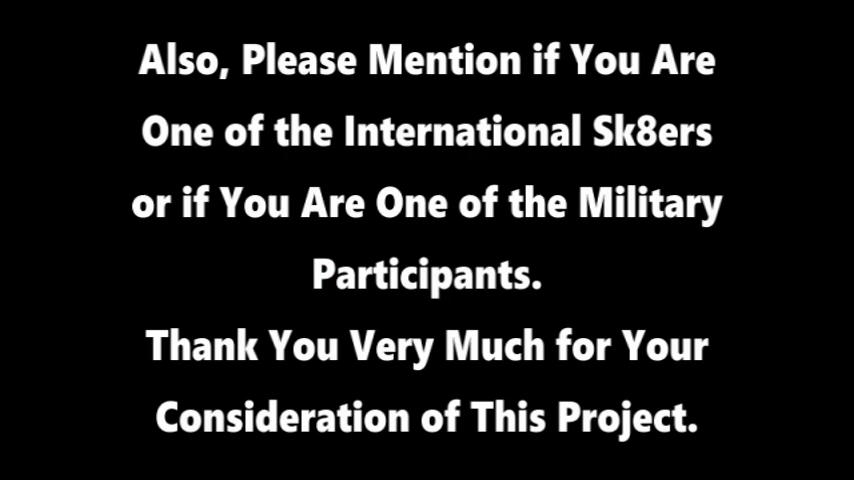 Also, Please Mention if You Are
One of the International Sk8ers
or if You Are One of the Military
Participants.
Thank You Very Much for Your
Consideration of This Project.